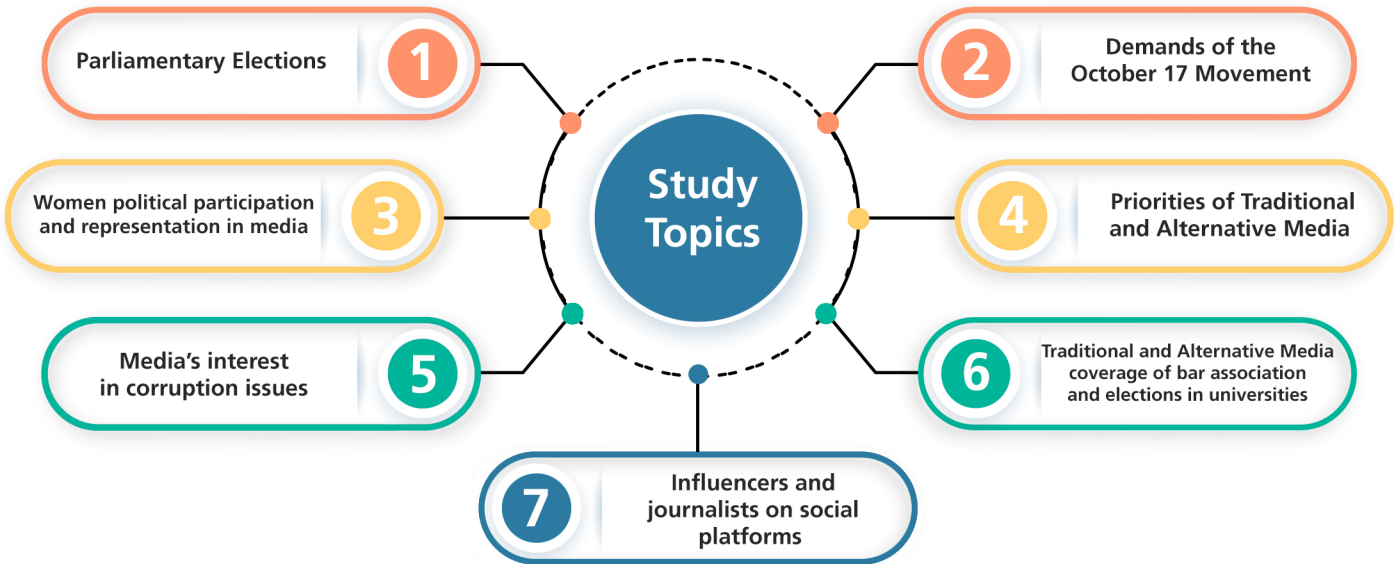 Parliamentary Elections
1
2
Demands of the
October 17 Movement
Study
Topics
Women political participation
and representation in media
3
4
Priorities of Traditional
and Alternative Media
Media’s interest
in corruption issues
5
6
Traditional and Alternative Media
coverage of bar association
and elections in universities
7
Influencers and
journalists on social
platforms